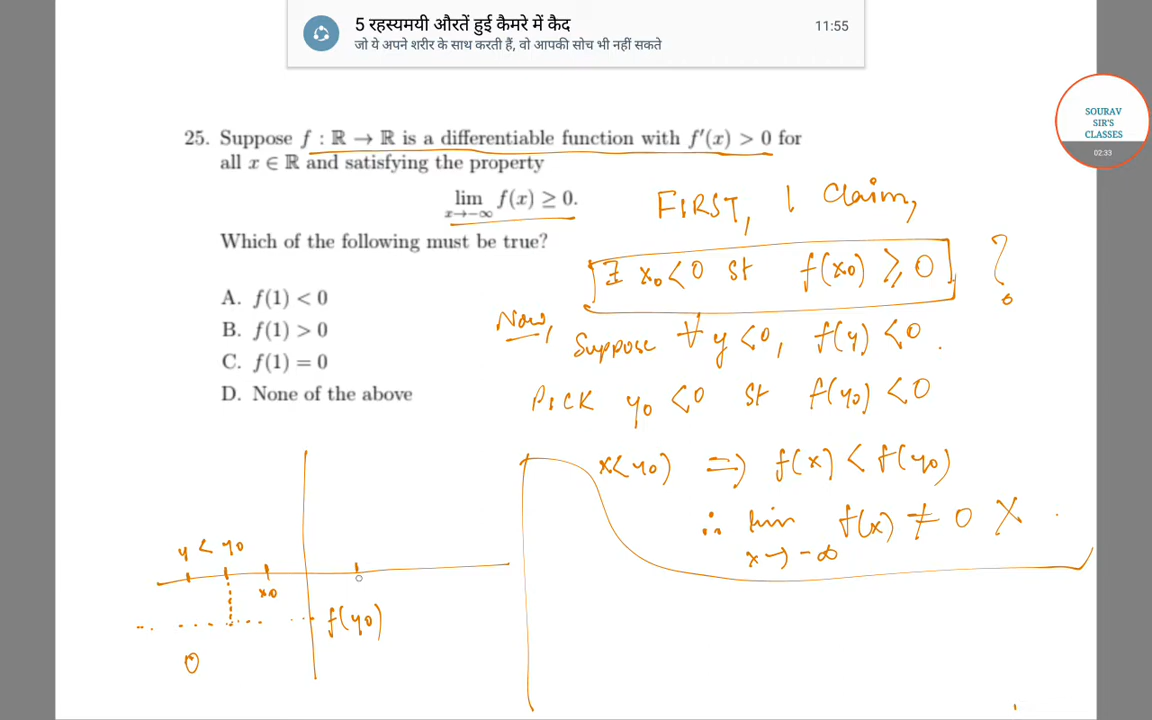 5 रहस्यमयी औरतें हुई कैमरे में कैद
11:55
जो ये अपने शरीर के साथ करती हैं, वो आपकी सोच भी नहीं सकते
SOURAV
SIR'S
CLASSES
02:33
25. Suppose f : ℝ → ℝ is a differentiable function with f′(x) > 0 for
all x ∈ ℝ and satisfying the property
lim f(x) ≥ 0.
x→−∞
Which of the following must be true?
A. f(1) < 0
B. f(1) > 0
C. f(1) = 0
D. None of the above
FIRST, I claim,
∃ x₀ < 0 st f(x₀) ≥ 0 ?
Now,
Suppose ∀ y < 0, f(y) < 0.
PICK y₀ < 0 st f(y₀) < 0
x < y₀) ⇒ f(x) < f(y₀)
∴ lim f(x) ≠ 0 X
x→ -∞
y < y₀
x₀
f(y₀)
0